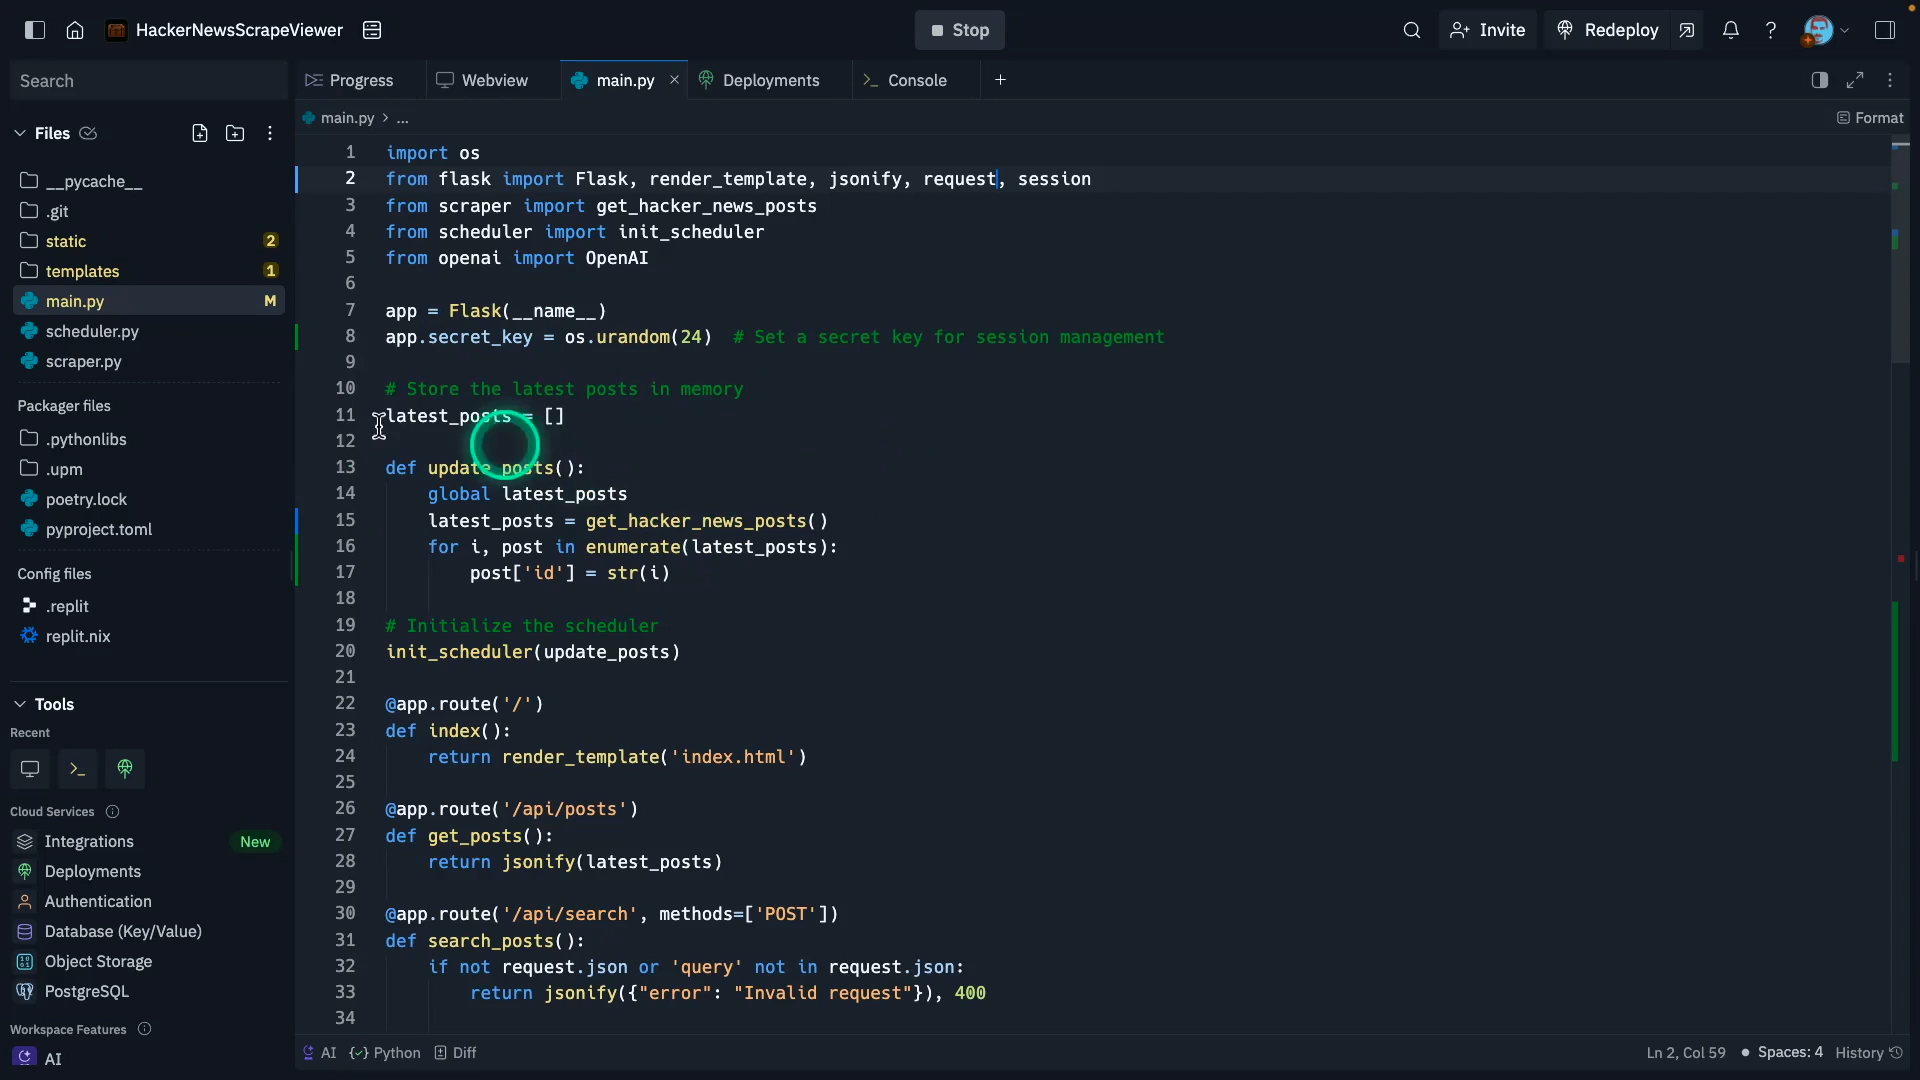 HackerNewsScrapeViewer
Stop
Invite
Redeploy
?
Search
Progress
Webview
main.py
Deployments
Console
Files
main.py > ...
Format
__pycache__
.git
static 2
templates 1
main.py M
scheduler.py
scraper.py
Packager files
.pythonlibs
.upm
poetry.lock
pyproject.toml
Config files
.replit
replit.nix
Tools
Recent
Cloud Services
Integrations New
Deployments
Authentication
Database (Key/Value)
Object Storage
PostgreSQL
Workspace Features
AI
1 import os
2 from flask import Flask, render_template, jsonify, request, session
3 from scraper import get_hacker_news_posts
4 from scheduler import init_scheduler
5 from openai import OpenAI
6
7 app = Flask(__name__)
8 app.secret_key = os.urandom(24)  # Set a secret key for session management
9
10 # Store the latest posts in memory
11 latest_posts = []
12
13 def update_posts():
14     global latest_posts
15     latest_posts = get_hacker_news_posts()
16     for i, post in enumerate(latest_posts):
17         post['id'] = str(i)
18
19 # Initialize the scheduler
20 init_scheduler(update_posts)
21
22 @app.route('/')
23 def index():
24     return render_template('index.html')
25
26 @app.route('/api/posts')
27 def get_posts():
28     return jsonify(latest_posts)
29
30 @app.route('/api/search', methods=['POST'])
31 def search_posts():
32     if not request.json or 'query' not in request.json:
33         return jsonify({"error": "Invalid request"}), 400
34
AI Python Diff
Ln 2, Col 59 • Spaces: 4 History